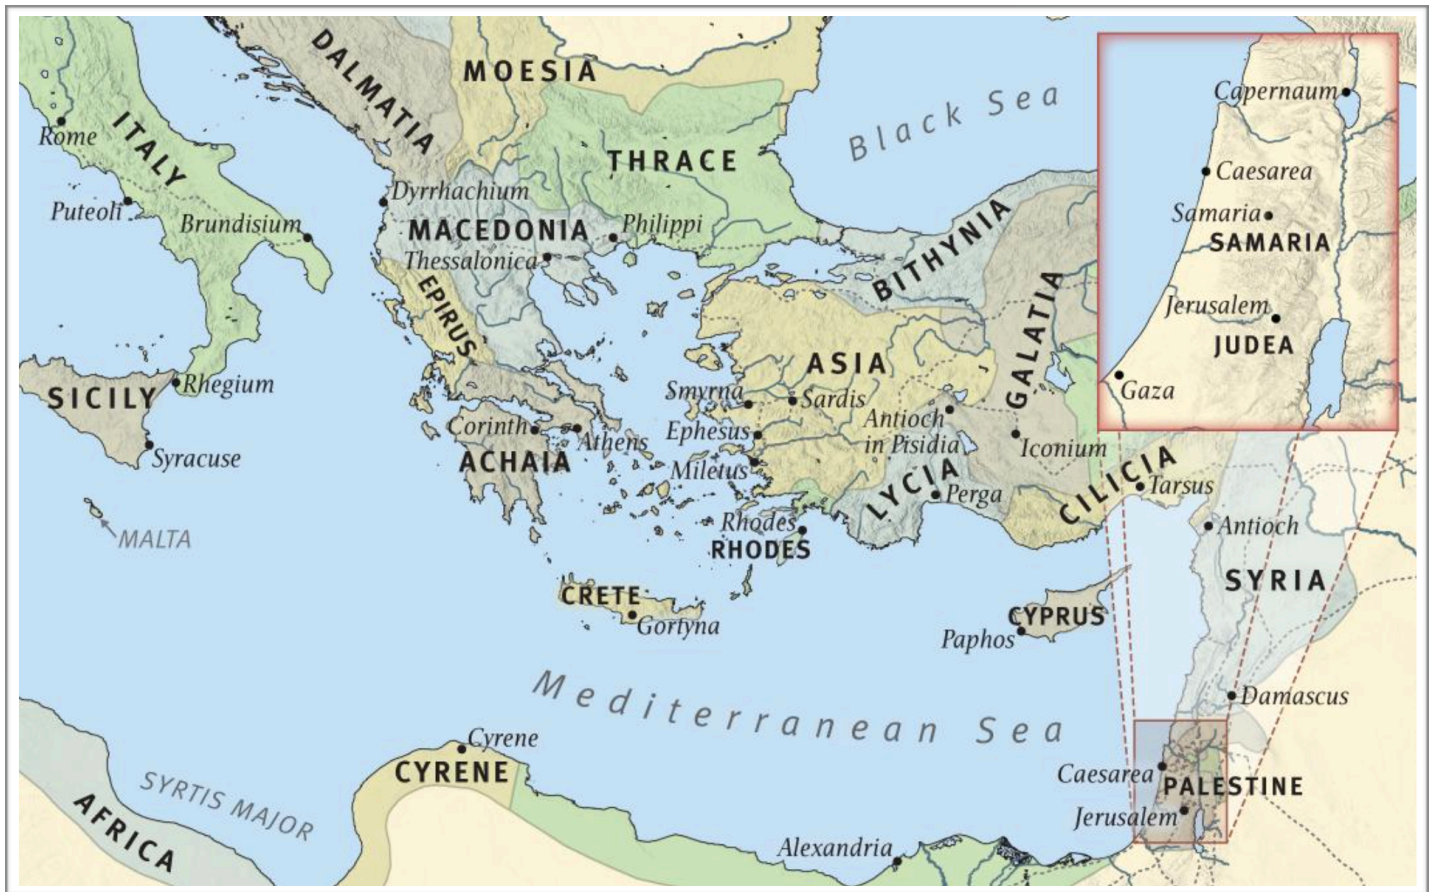 DALMATIA
MOESIA
Black Sea
Capernaum
Rome
ITALY
THRACE
Caesarea
Dyrrhachium
Puteoli
Brundisium
MACEDONIA
Philippi
BITHYNIA
Samaria
SAMARIA
Thessalonica
EPIRUS
GALATIA
Jerusalem
JUDEA
ASIA
SICILY
Rhegium
Smyrna
Sardis
Gaza
Corinth
Athens
Ephesus
Antioch
in Pisidia
Iconium
Syracuse
ACHAIA
Miletus
LYCIA
Perga
CILICIA
Tarsus
MALTA
Rhodes
RHODES
Antioch
SYRIA
CRETE
Gortyna
CYPRUS
Paphos
Mediterranean Sea
Damascus
Cyrene
CYRENE
SYRTIS MAJOR
AFRICA
Caesarea
PALESTINE
Jerusalem
Alexandria